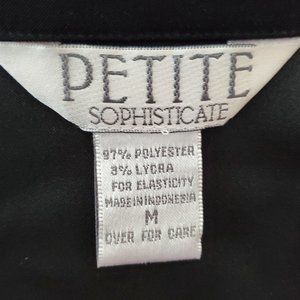 PETITE
SOPHISTICATE
97% POLYESTER
3% LYCRA
FOR ELASTICITY
MADE IN INDONESIA
M
OVER FOR CARE